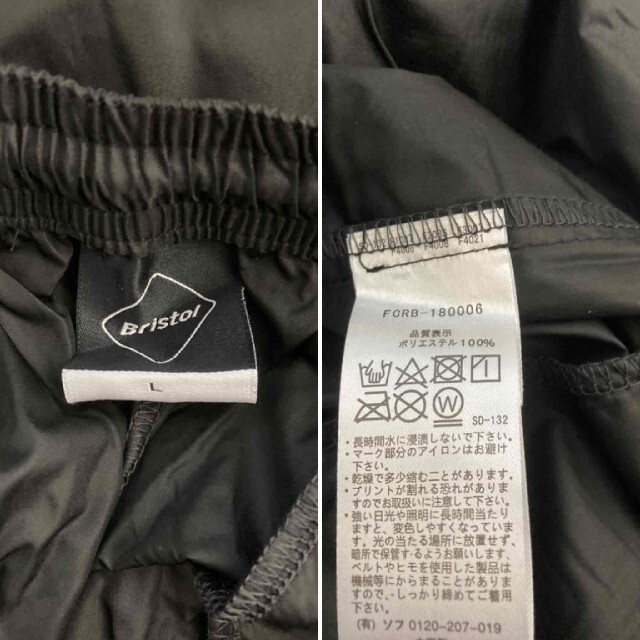 Bristol
L
F4008
F4021
FCRB-180006
品質表示
ポリエステル 100%
W
SD-132
・長時間水に浸漬しないで下さい。
・マーク部分のアイロンはお避け
下さい。
・乾燥で多少縮むことがあります。
・プリントが割れる恐れがありま
すのでお取扱いに注意して下さい。
・強い日光や照明に長時間当たり
ますと、変色しやすくなっていま
す。光の当る場所に放置せず、
暗所で保管するようお願いします。
・ベルトやヒモを使用した製品は
機械等にからまることがあります
ので、しっかり締めてご着用
下さい。
(有) ソフ 0120-207-019